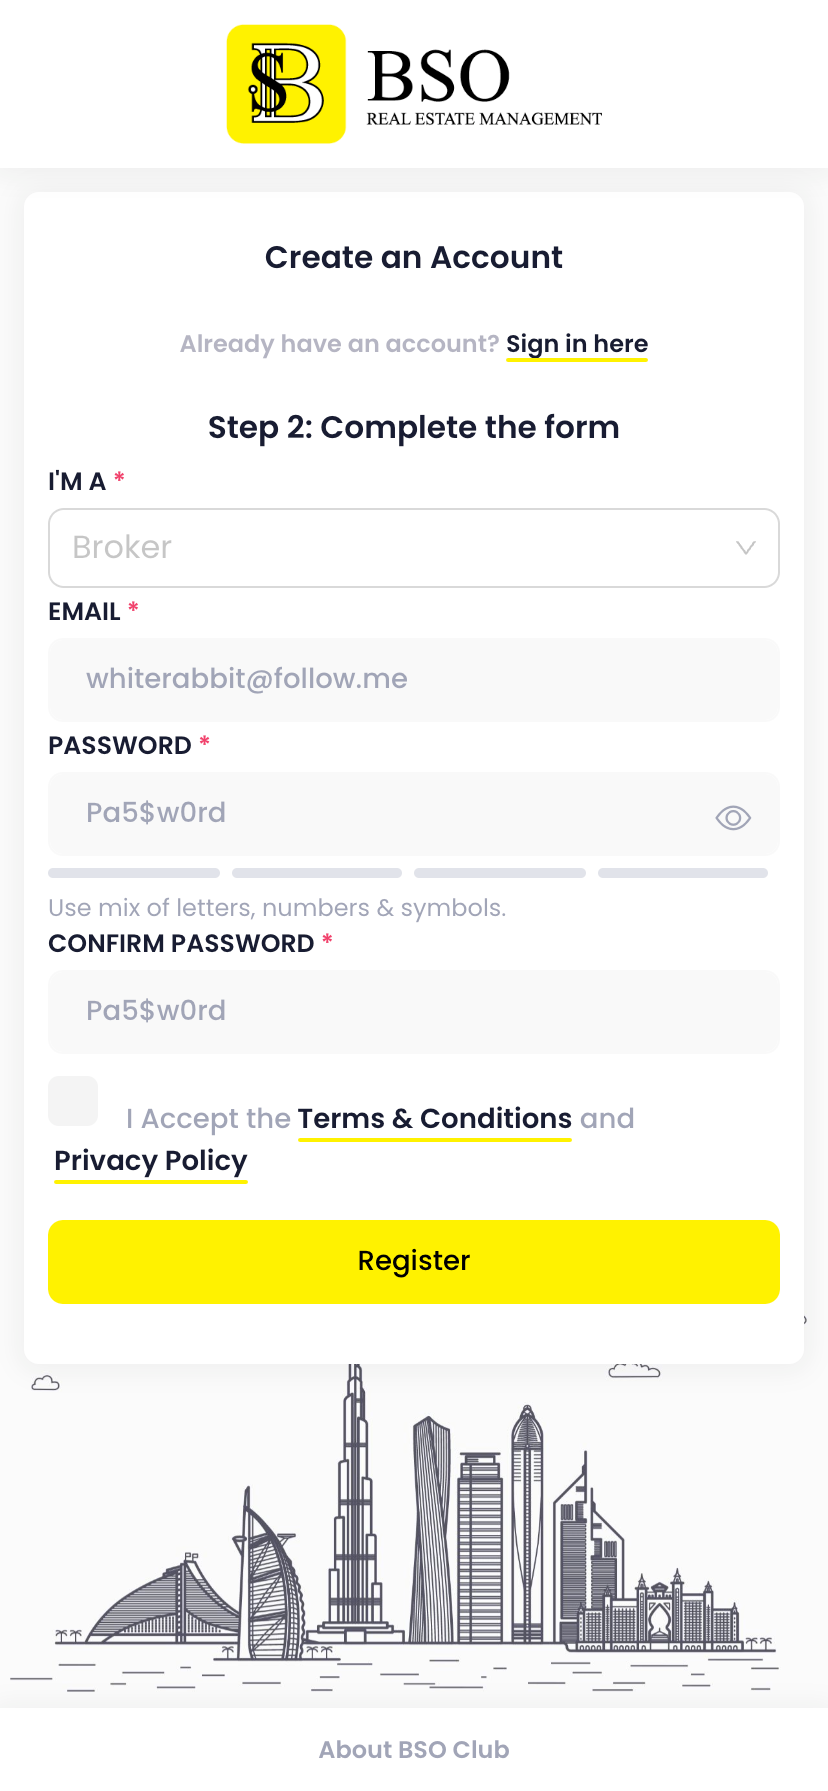 BSO
REAL ESTATE MANAGEMENT
Create an Account
Already have an account? Sign in here
Step 2: Complete the form
I'M A *
Broker
EMAIL *
whiterabbit@follow.me
PASSWORD *
Pa5$w0rd
Use mix of letters, numbers & symbols.
CONFIRM PASSWORD *
Pa5$w0rd
I Accept the Terms & Conditions and
Privacy Policy
Register
About BSO Club